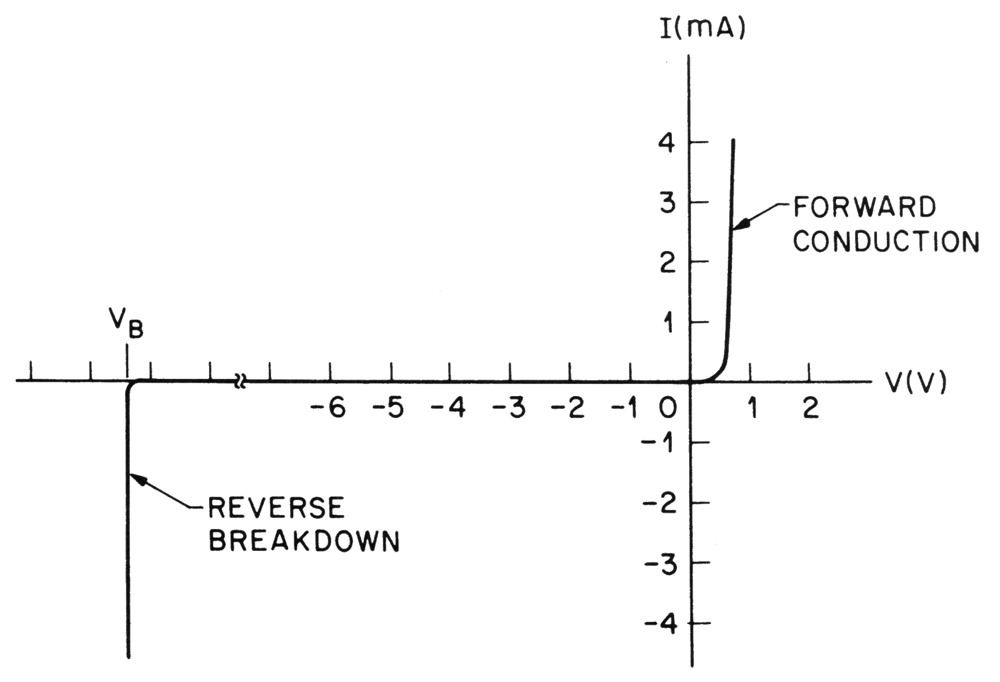 I(mA)
4
3
FORWARD
CONDUCTION
2
1
V_B
V(V)
-6 -5 -4 -3 -2 -1 0 1 2
-1
-2
REVERSE
BREAKDOWN
-3
-4